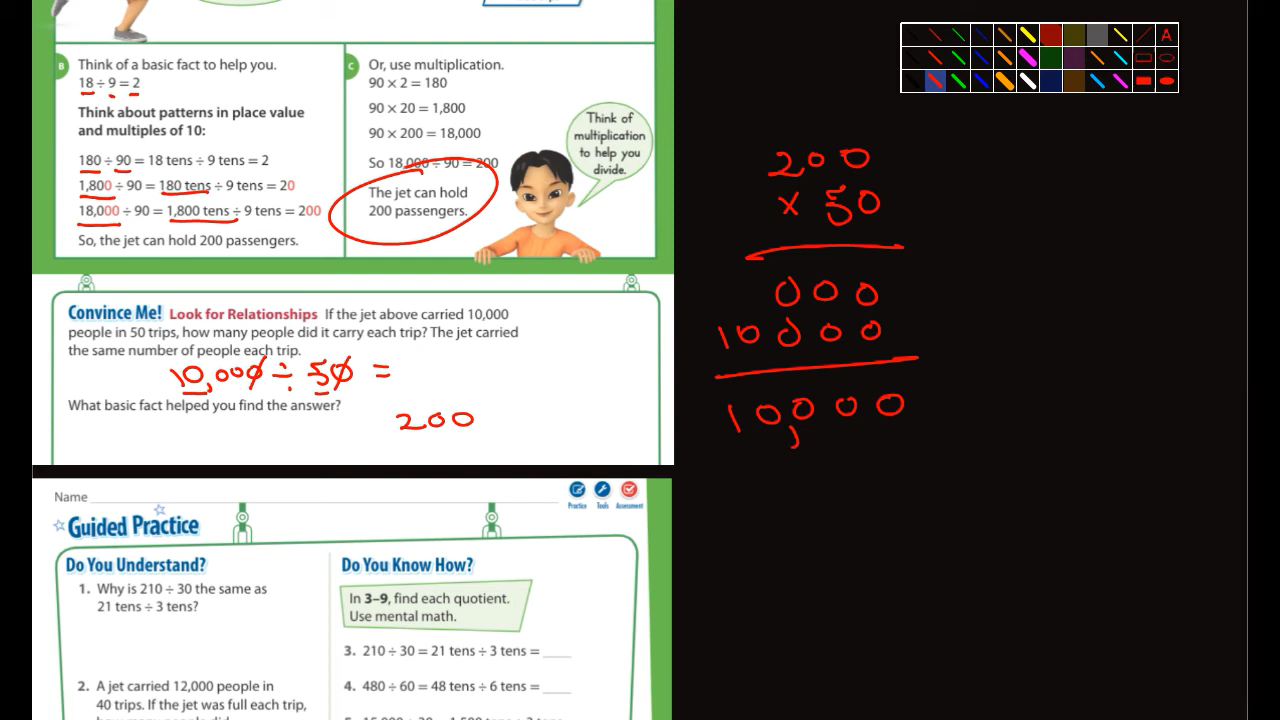 B Think of a basic fact to help you.
18 ÷ 9 = 2
Think about patterns in place value
and multiples of 10:
180 ÷ 90 = 18 tens ÷ 9 tens = 2
1,800 ÷ 90 = 180 tens ÷ 9 tens = 20
18,000 ÷ 90 = 1,800 tens ÷ 9 tens = 200
So, the jet can hold 200 passengers.
C Or, use multiplication.
90 × 2 = 180
90 × 20 = 1,800
90 × 200 = 18,000
So 18,000 ÷ 90 = 200
The jet can hold
200 passengers.
Think of
multiplication
to help you
divide.
Convince Me! Look for Relationships If the jet above carried 10,000
people in 50 trips, how many people did it carry each trip? The jet carried
the same number of people each trip.
10,000 ÷ 50 =
What basic fact helped you find the answer?
200
Name
Practice Tools Assessment
Guided Practice
Do You Understand?
1. Why is 210 ÷ 30 the same as
21 tens ÷ 3 tens?
2. A jet carried 12,000 people in
40 trips. If the jet was full each trip,
Do You Know How?
In 3–9, find each quotient.
Use mental math.
3. 210 ÷ 30 = 21 tens ÷ 3 tens = ____
4. 480 ÷ 60 = 48 tens ÷ 6 tens = ____
A
200
× 50
000
10000
10,000